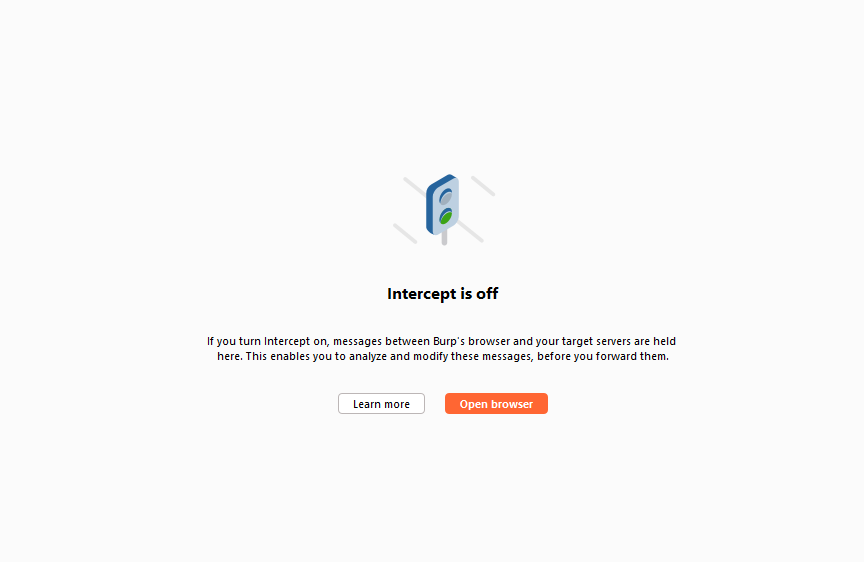 Intercept is off
If you turn Intercept on, messages between Burp's browser and your target servers are held
here. This enables you to analyze and modify these messages, before you forward them.
Learn more
Open browser